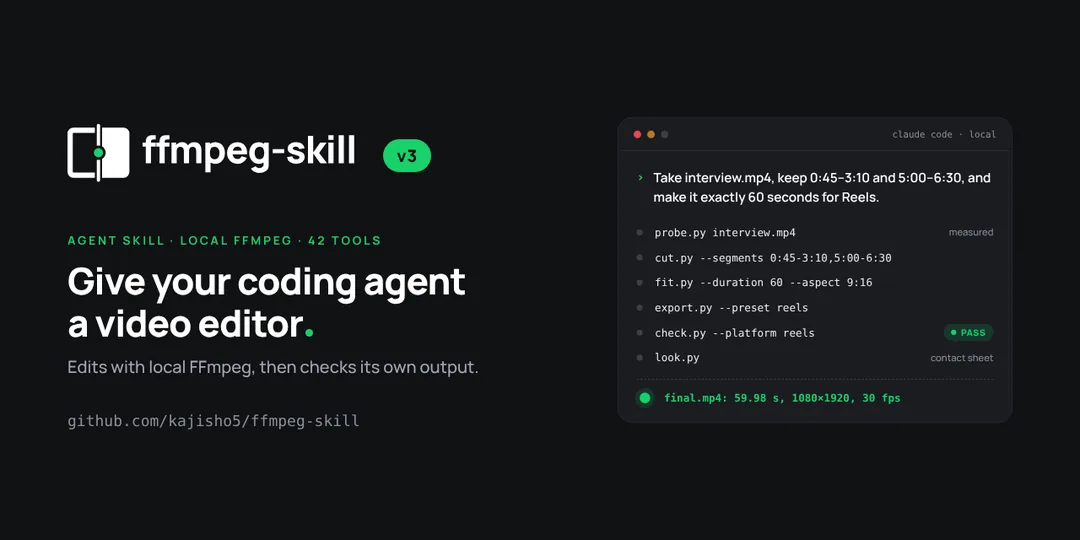 ffmpeg-skill
v3
AGENT SKILL · LOCAL FFMPEG · 42 TOOLS
Give your coding agent
a video editor.
Edits with local FFmpeg, then checks its own output.
github.com/kajisho5/ffmpeg-skill
claude code · local
› Take interview.mp4, keep 0:45–3:10 and 5:00–6:30, and
make it exactly 60 seconds for Reels.
probe.py interview.mp4 measured
cut.py --segments 0:45-3:10,5:00-6:30
fit.py --duration 60 --aspect 9:16
export.py --preset reels
check.py --platform reels PASS
look.py contact sheet
final.mp4: 59.98 s, 1080×1920, 30 fps